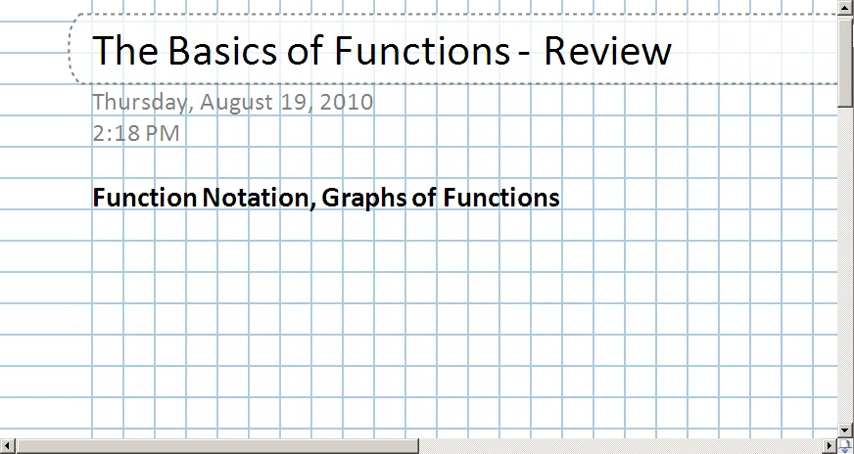 The Basics of Functions - Review
Thursday, August 19, 2010
2:18 PM
Function Notation, Graphs of Functions